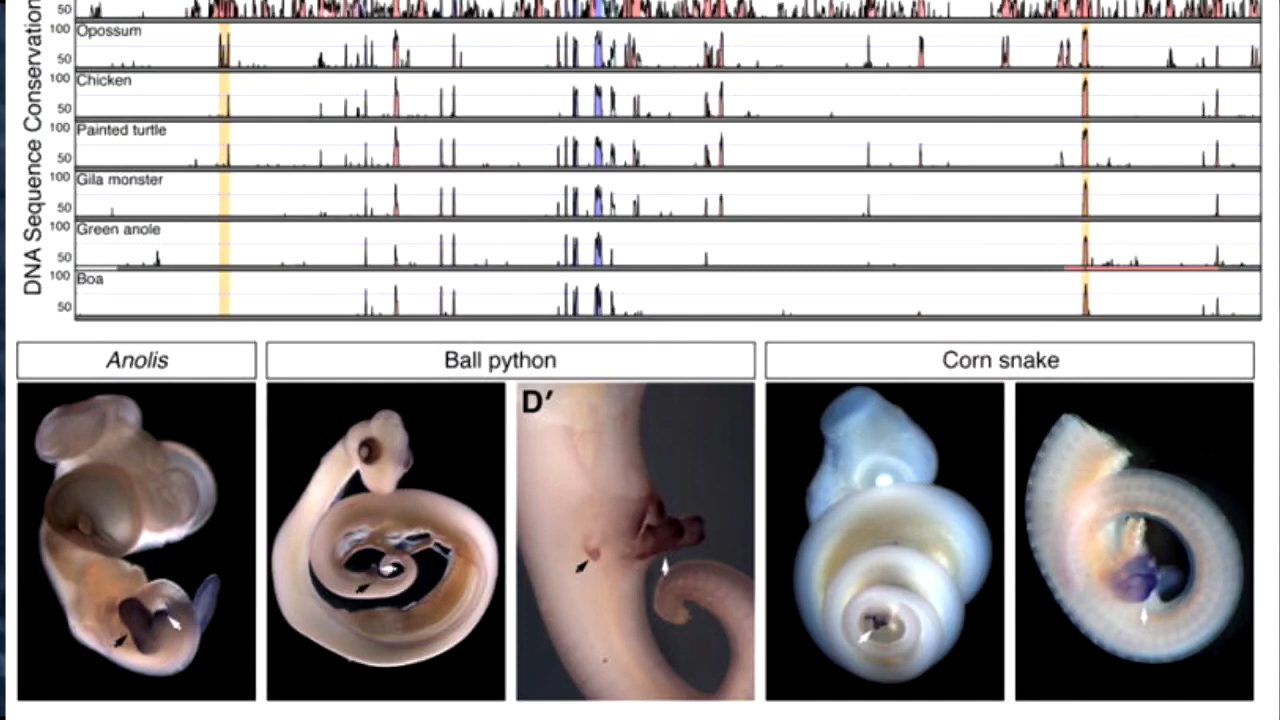 DNA Sequence Conservation
50
Opossum
100
50
Chicken
100
50
Painted turtle
100
50
Gila monster
100
50
Green anole
100
50
Boa
100
50
Anolis
Ball python
Corn snake
D′